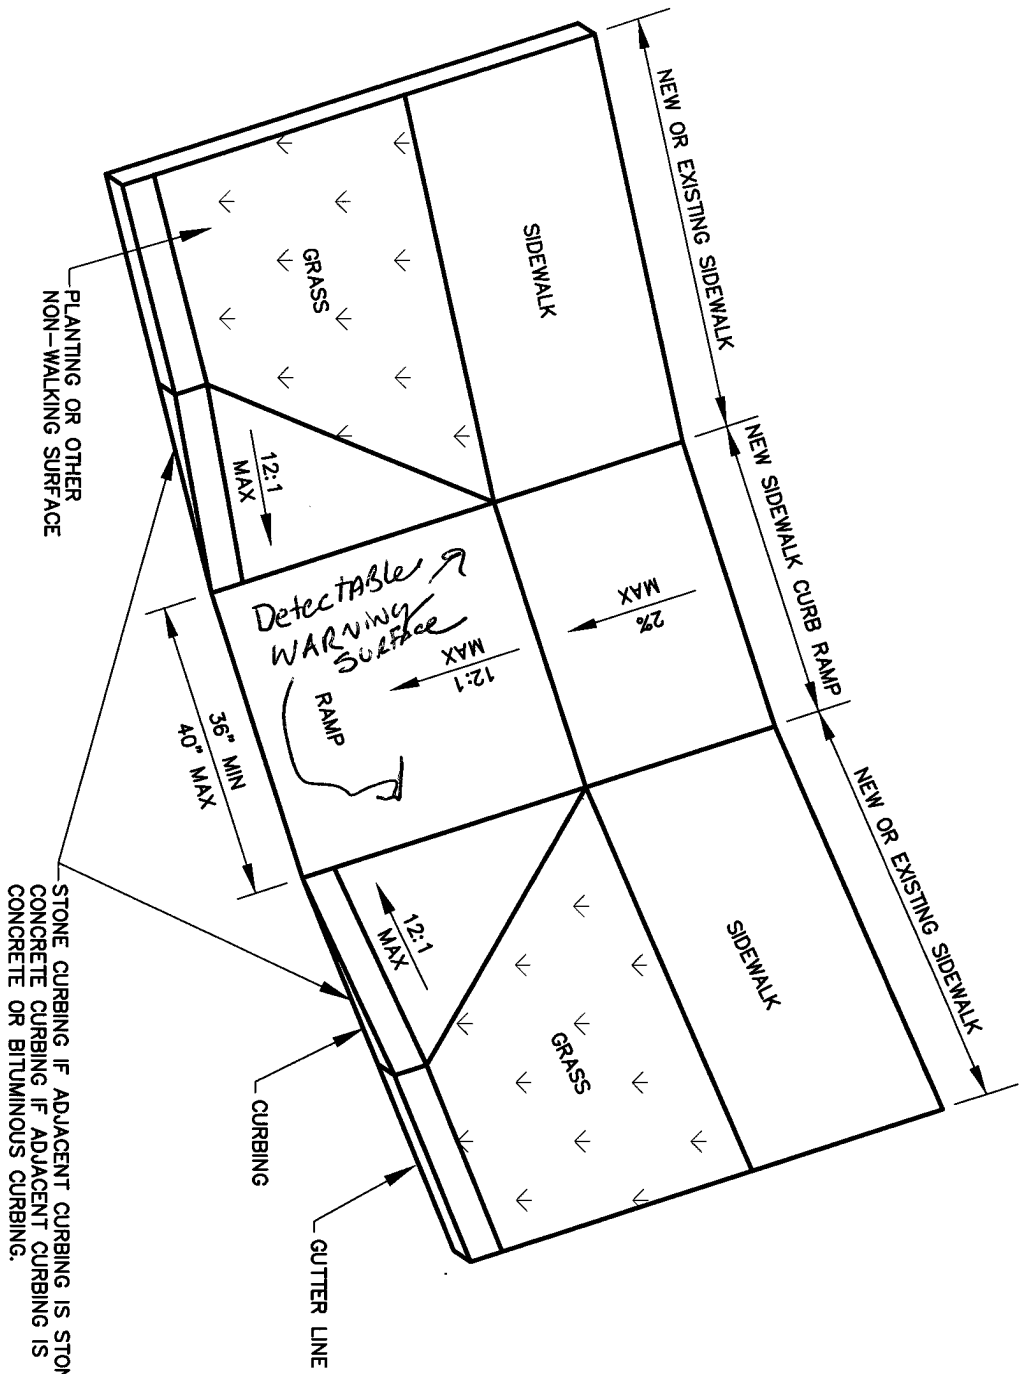 NEW OR EXISTING SIDEWALK
NEW SIDEWALK CURB RAMP
NEW OR EXISTING SIDEWALK
SIDEWALK
GRASS
2%
MAX
SIDEWALK
GRASS
12:1
MAX
12:1
MAX
12:1
MAX
Detectable
WARNing
SURFace
RAMP
36" MIN
40" MAX
PLANTING OR OTHER
NON-WALKING SURFACE
CURBING
GUTTER LINE
STONE CURBING IF ADJACENT CURBING IS
CONCRETE CURBING IF ADJACENT CURBING IS
CONCRETE OR BITUMINOUS CURBING.